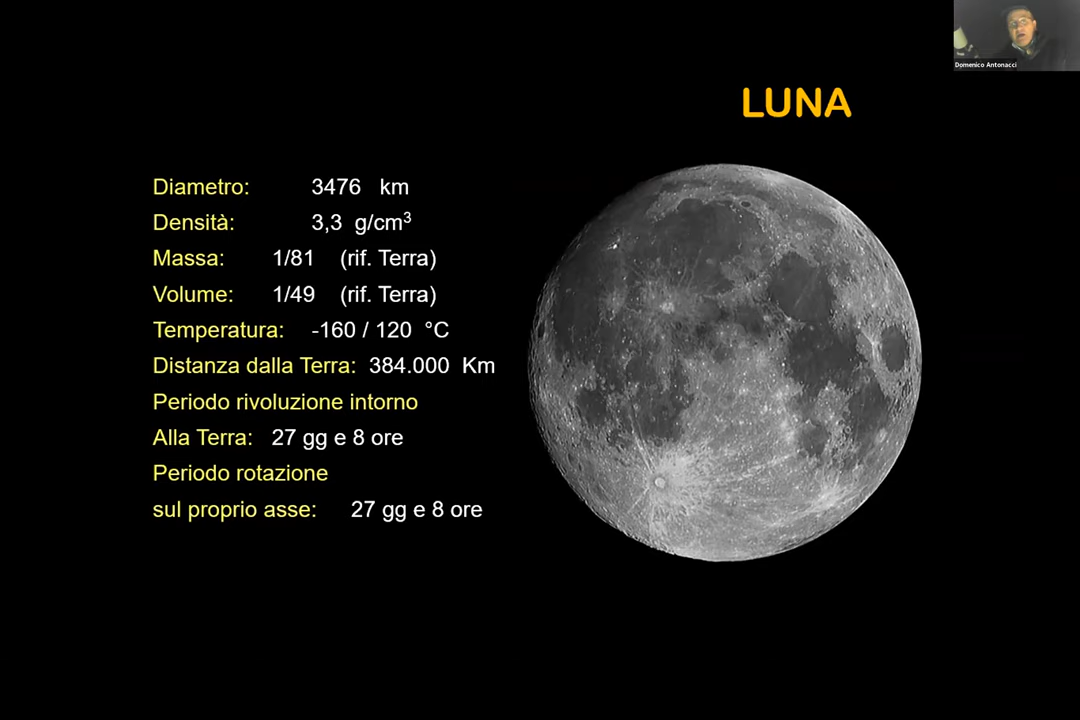 Domenico Antonacci
LUNA
Diametro: 3476 km
Densità: 3,3 g/cm³
Massa: 1/81 (rif. Terra)
Volume: 1/49 (rif. Terra)
Temperatura: -160 / 120 °C
Distanza dalla Terra: 384.000 Km
Periodo rivoluzione intorno
Alla Terra: 27 gg e 8 ore
Periodo rotazione
sul proprio asse: 27 gg e 8 ore